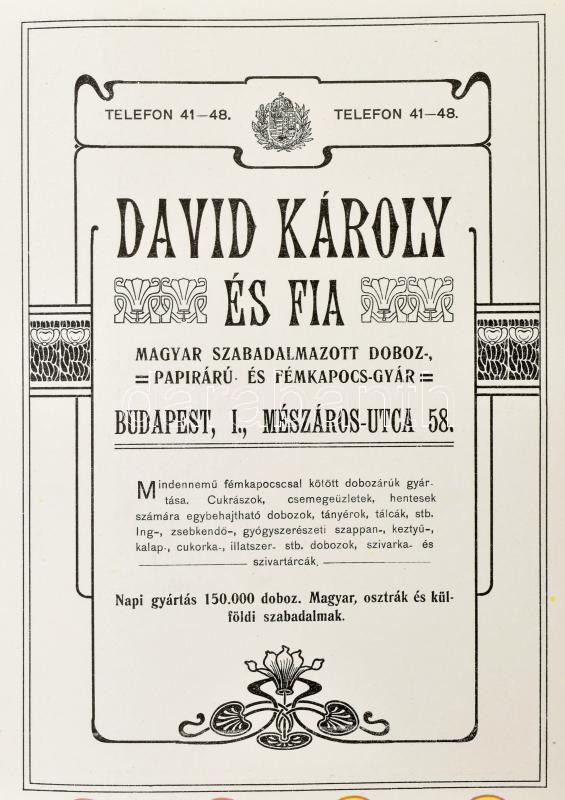 TELEFON 41—48. TELEFON 41—48.
DAVID KÁROLY
ÉS FIA
MAGYAR SZABADALMAZOTT DOBOZ-,
= PAPIRÁRÚ- ÉS FÉMKAPOCS-GYÁR =
BUDAPEST, I., MÉSZÁROS-UTCA 58.
Mindennemű fémkapocscsal kötött dobozárúk gyár-
tása. Cukrászok, csemegeüzletek, hentesek
számára egybehajtható dobozok, tányérok, tálcák, stb.
Ing-, zsebkendő-, gyógyszerészeti szappan-, keztyű-,
kalap-, cukorka-, illatszer- stb. dobozok, szivarka- és
szivartárcák.
Napi gyártás 150.000 doboz. Magyar, osztrák és kül-
földi szabadalmak.